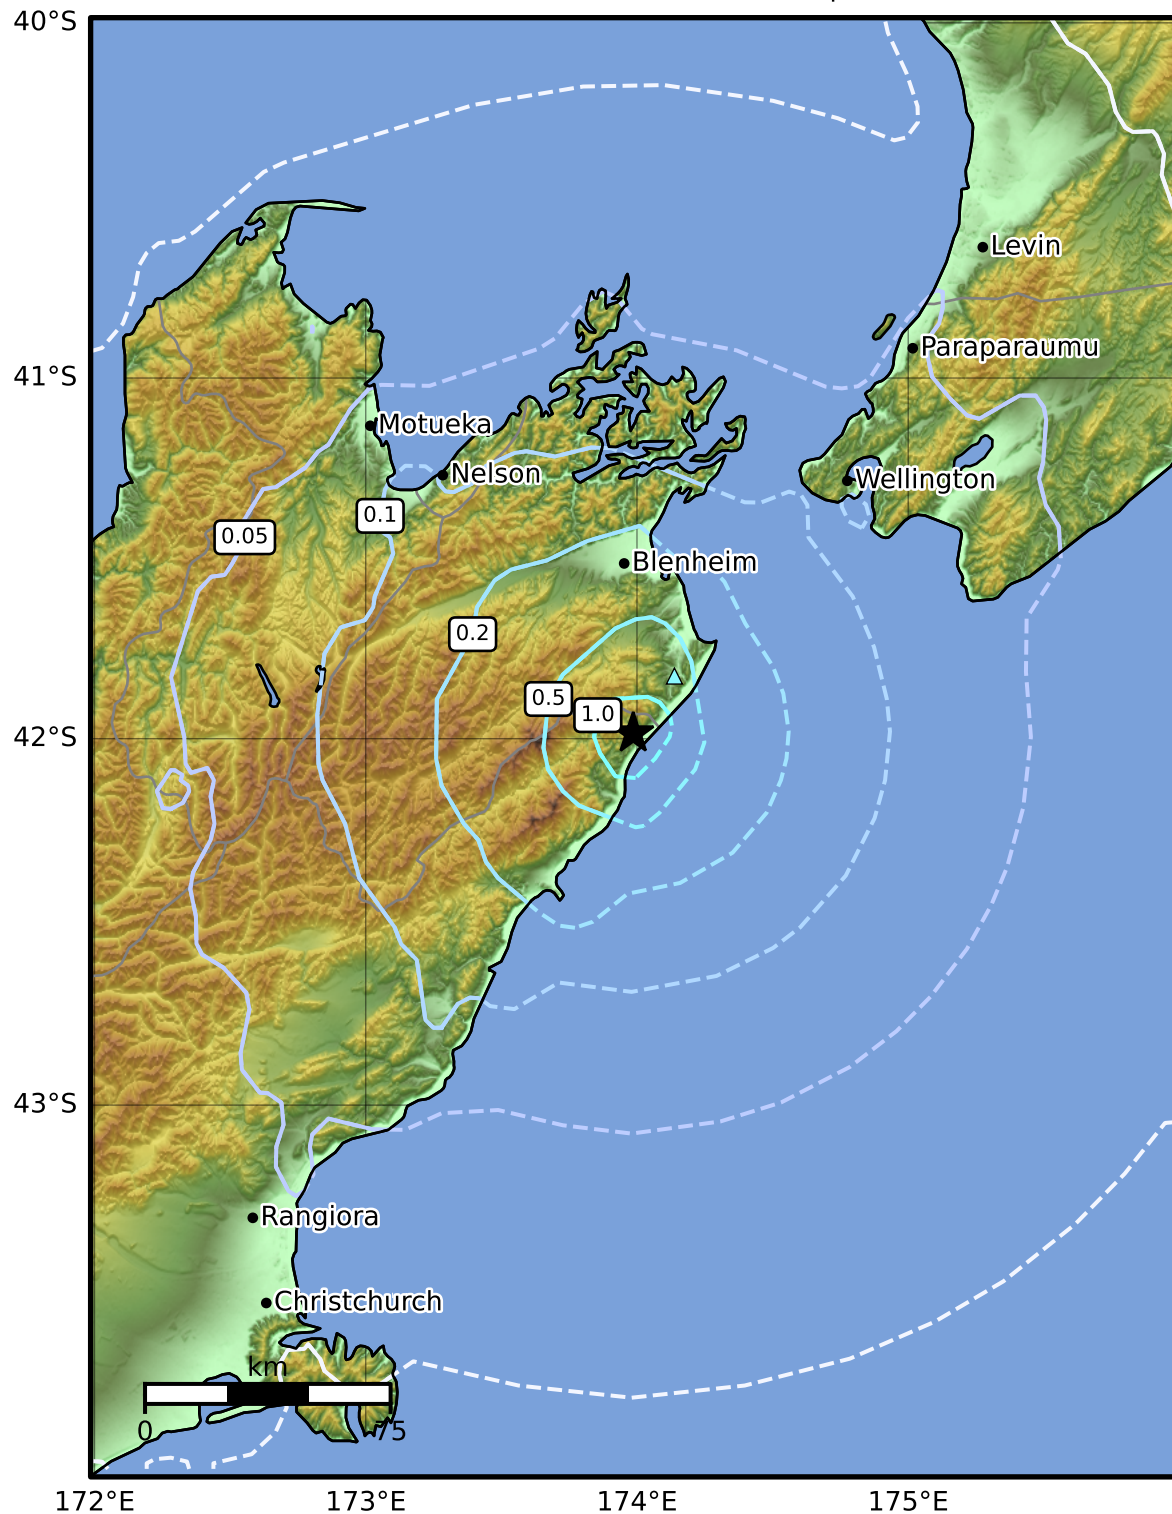 40°S
Levin
Paraparaumu
41°S
Motueka
Nelson
Wellington
0.1
0.05
Blenheim
0.2
0.5
1.0
42°S
43°S
Rangiora
Christchurch
km
0 75
172°E 173°E 174°E 175°E